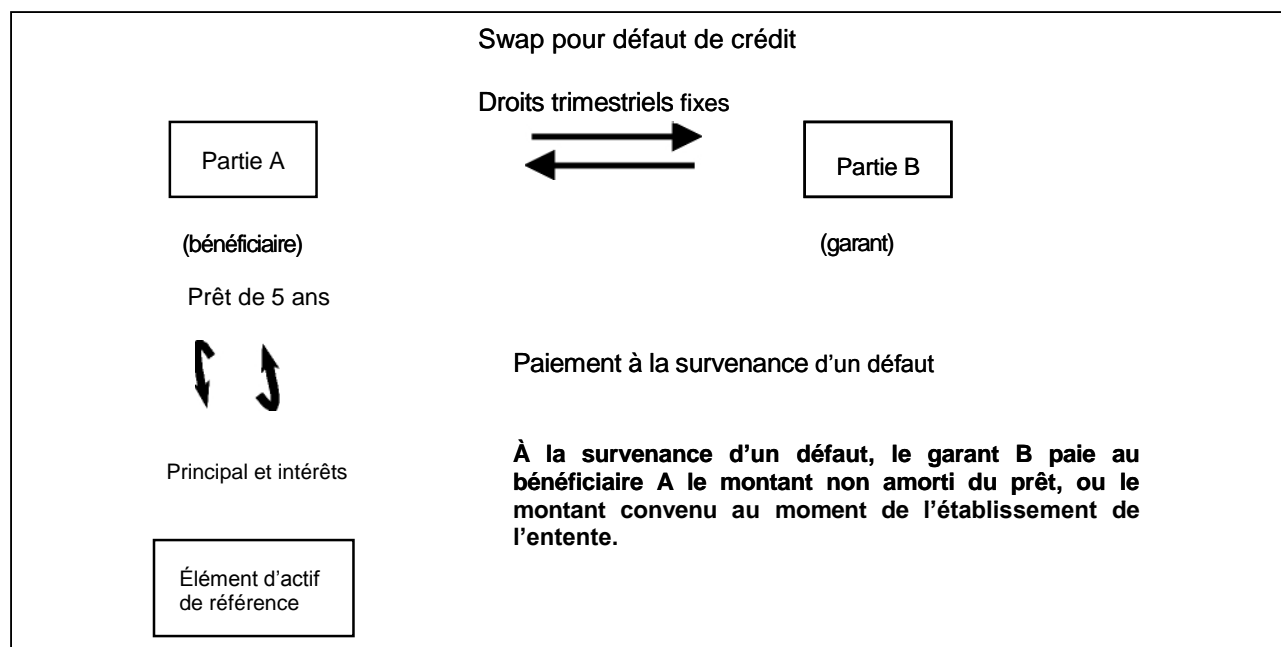 Swap pour défaut de crédit
Droits trimestriels fixes
Partie A
Partie B
(bénéficiaire)
(garant)
Prêt de 5 ans
Paiement à la survenance d'un défaut
À la survenance d'un défaut, le garant B paie au
bénéficiaire A le montant non amorti du prêt, ou le
montant convenu au moment de l'établissement de
l'entente.
Principal et intérêts
Élément d'actif
de référence